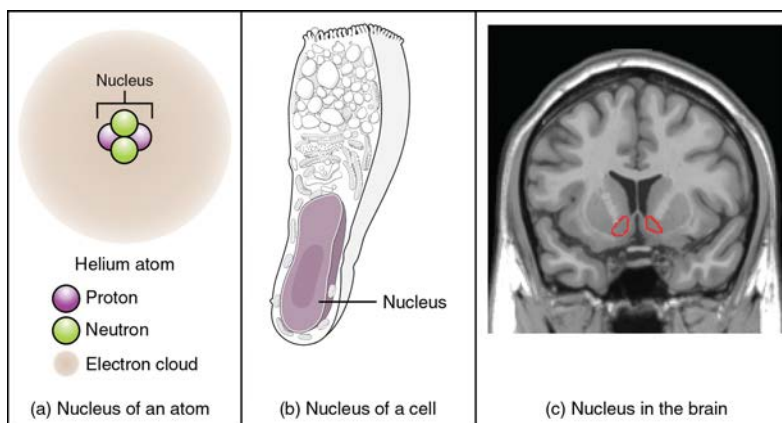 Nucleus
Helium atom
Proton
Neutron
Electron cloud
(a) Nucleus of an atom
Nucleus
(b) Nucleus of a cell
(c) Nucleus in the brain